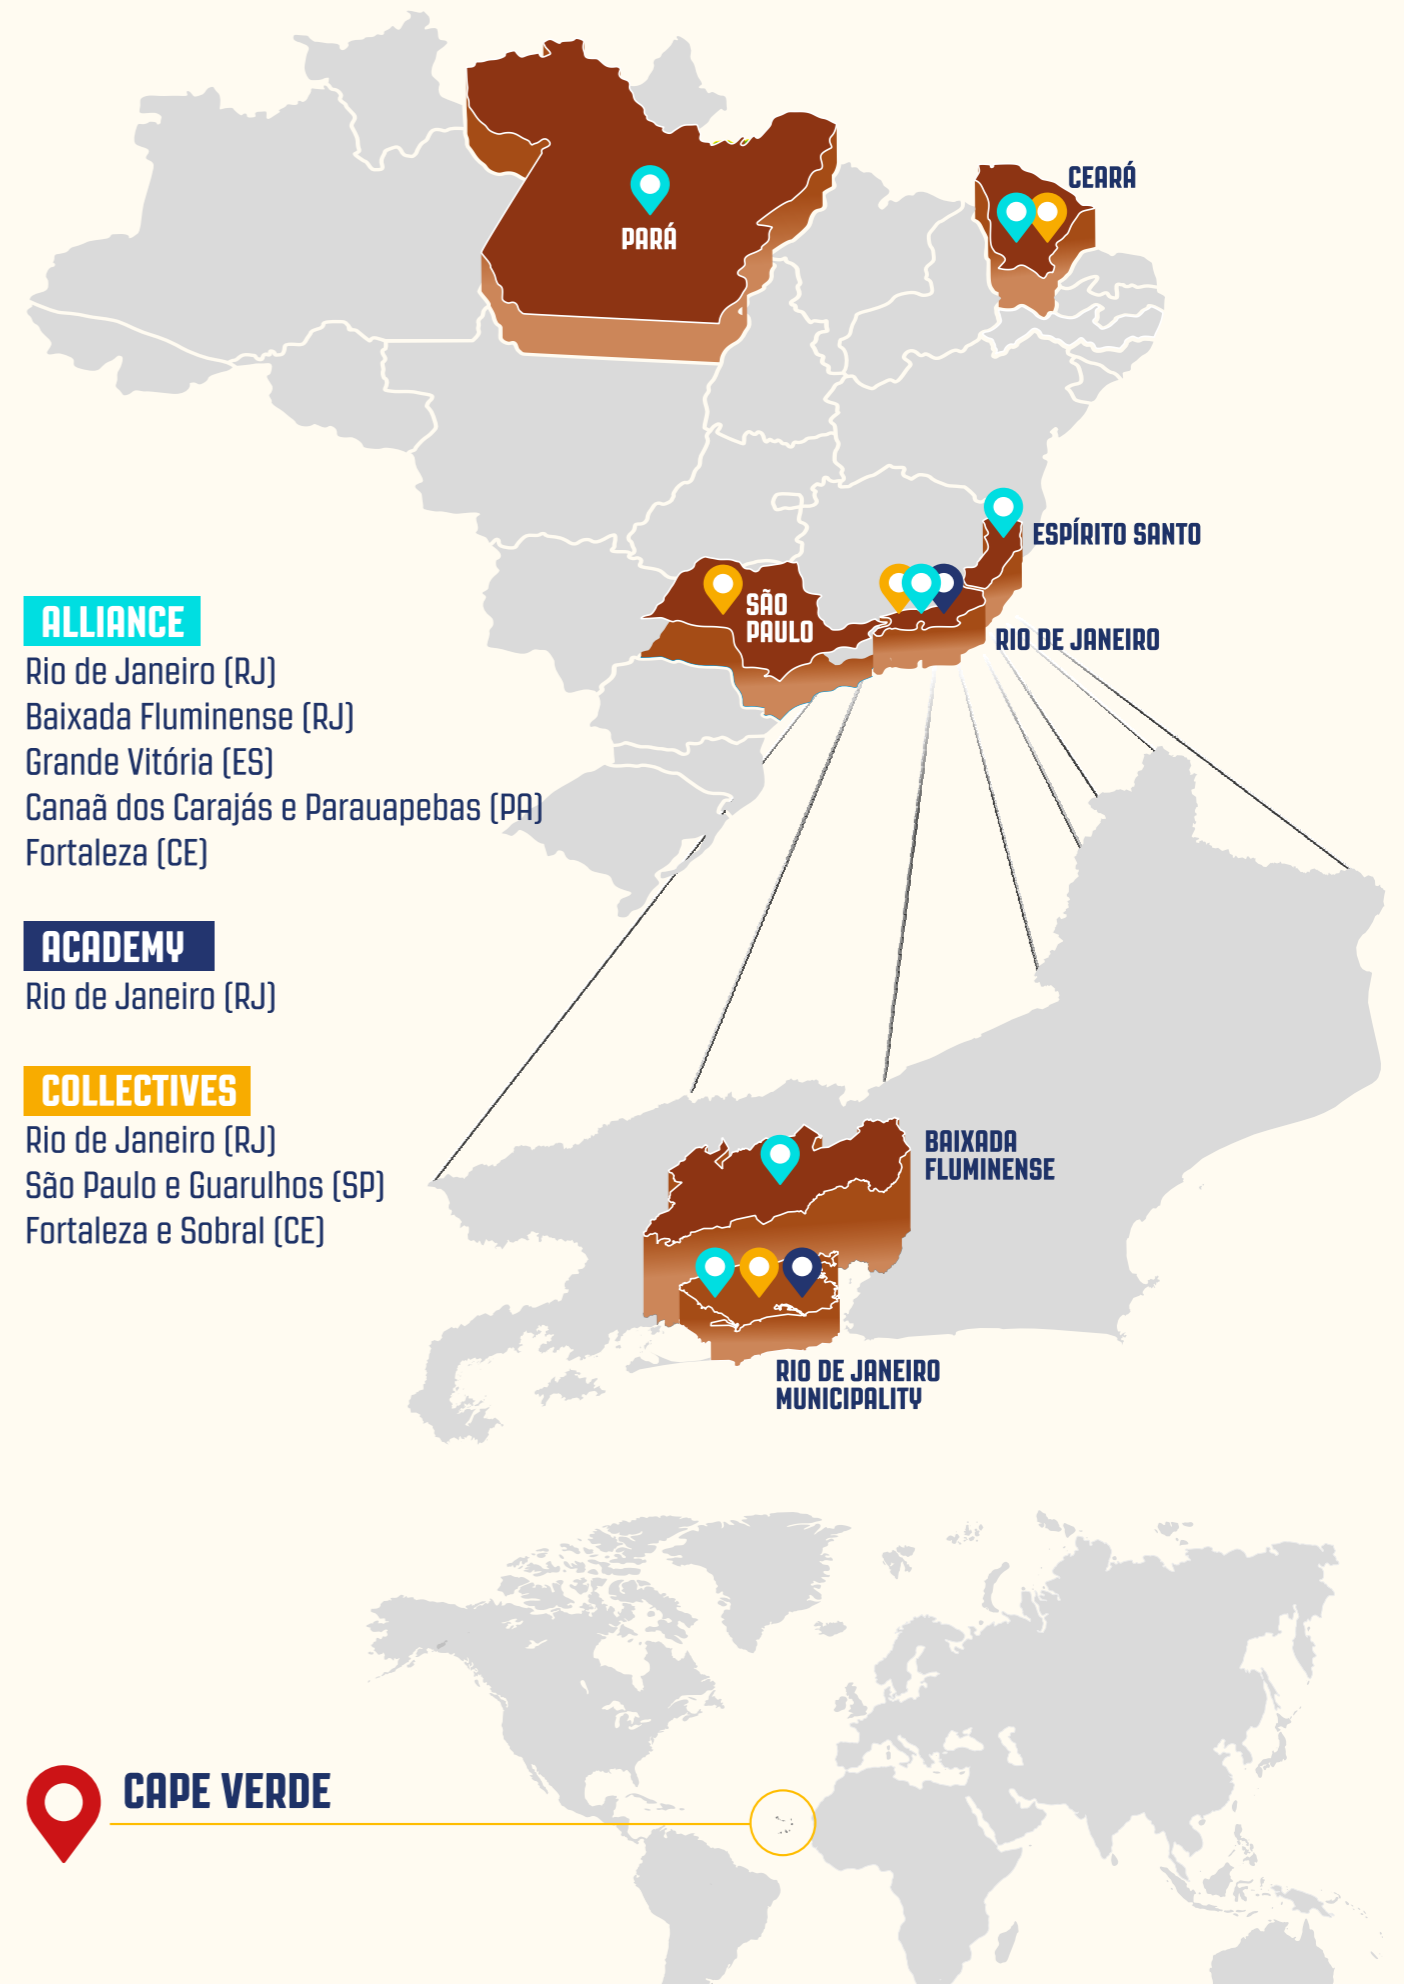 PARÁ
CEARÁ
ESPÍRITO SANTO
SÃO
PAULO
RIO DE JANEIRO
ALLIANCE
Rio de Janeiro (RJ)
Baixada Fluminense (RJ)
Grande Vitória (ES)
Canaã dos Carajás e Parauapebas (PA)
Fortaleza (CE)
ACADEMY
Rio de Janeiro (RJ)
COLLECTIVES
Rio de Janeiro (RJ)
São Paulo e Guarulhos (SP)
Fortaleza e Sobral (CE)
BAIXADA
FLUMINENSE
RIO DE JANEIRO
MUNICIPALITY
CAPE VERDE